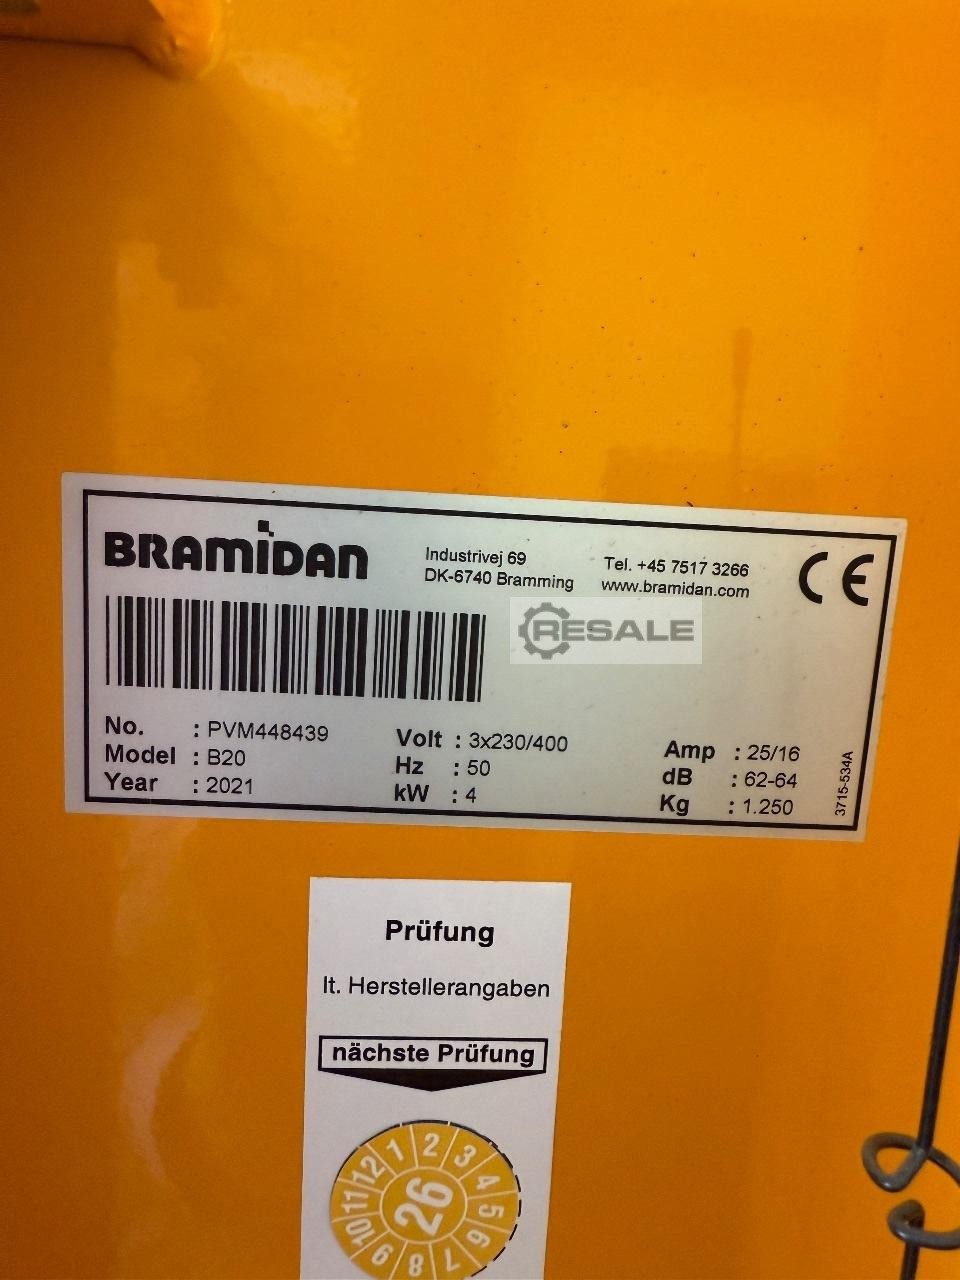 BRAMIDAN
Industrivej 69
DK-6740 Bramming
Tel. +45 7517 3266
www.bramidan.com
CE
RESALE
No. : PVM448439
Model : B20
Year : 2021
Volt : 3x230/400
Hz : 50
kW : 4
Amp : 25/16
dB : 62-64
Kg : 1.250
3715-534A
Prüfung
lt. Herstellerangaben
nächste Prüfung
1 2 3 4 5 6 7 8 9 10 11 12
26